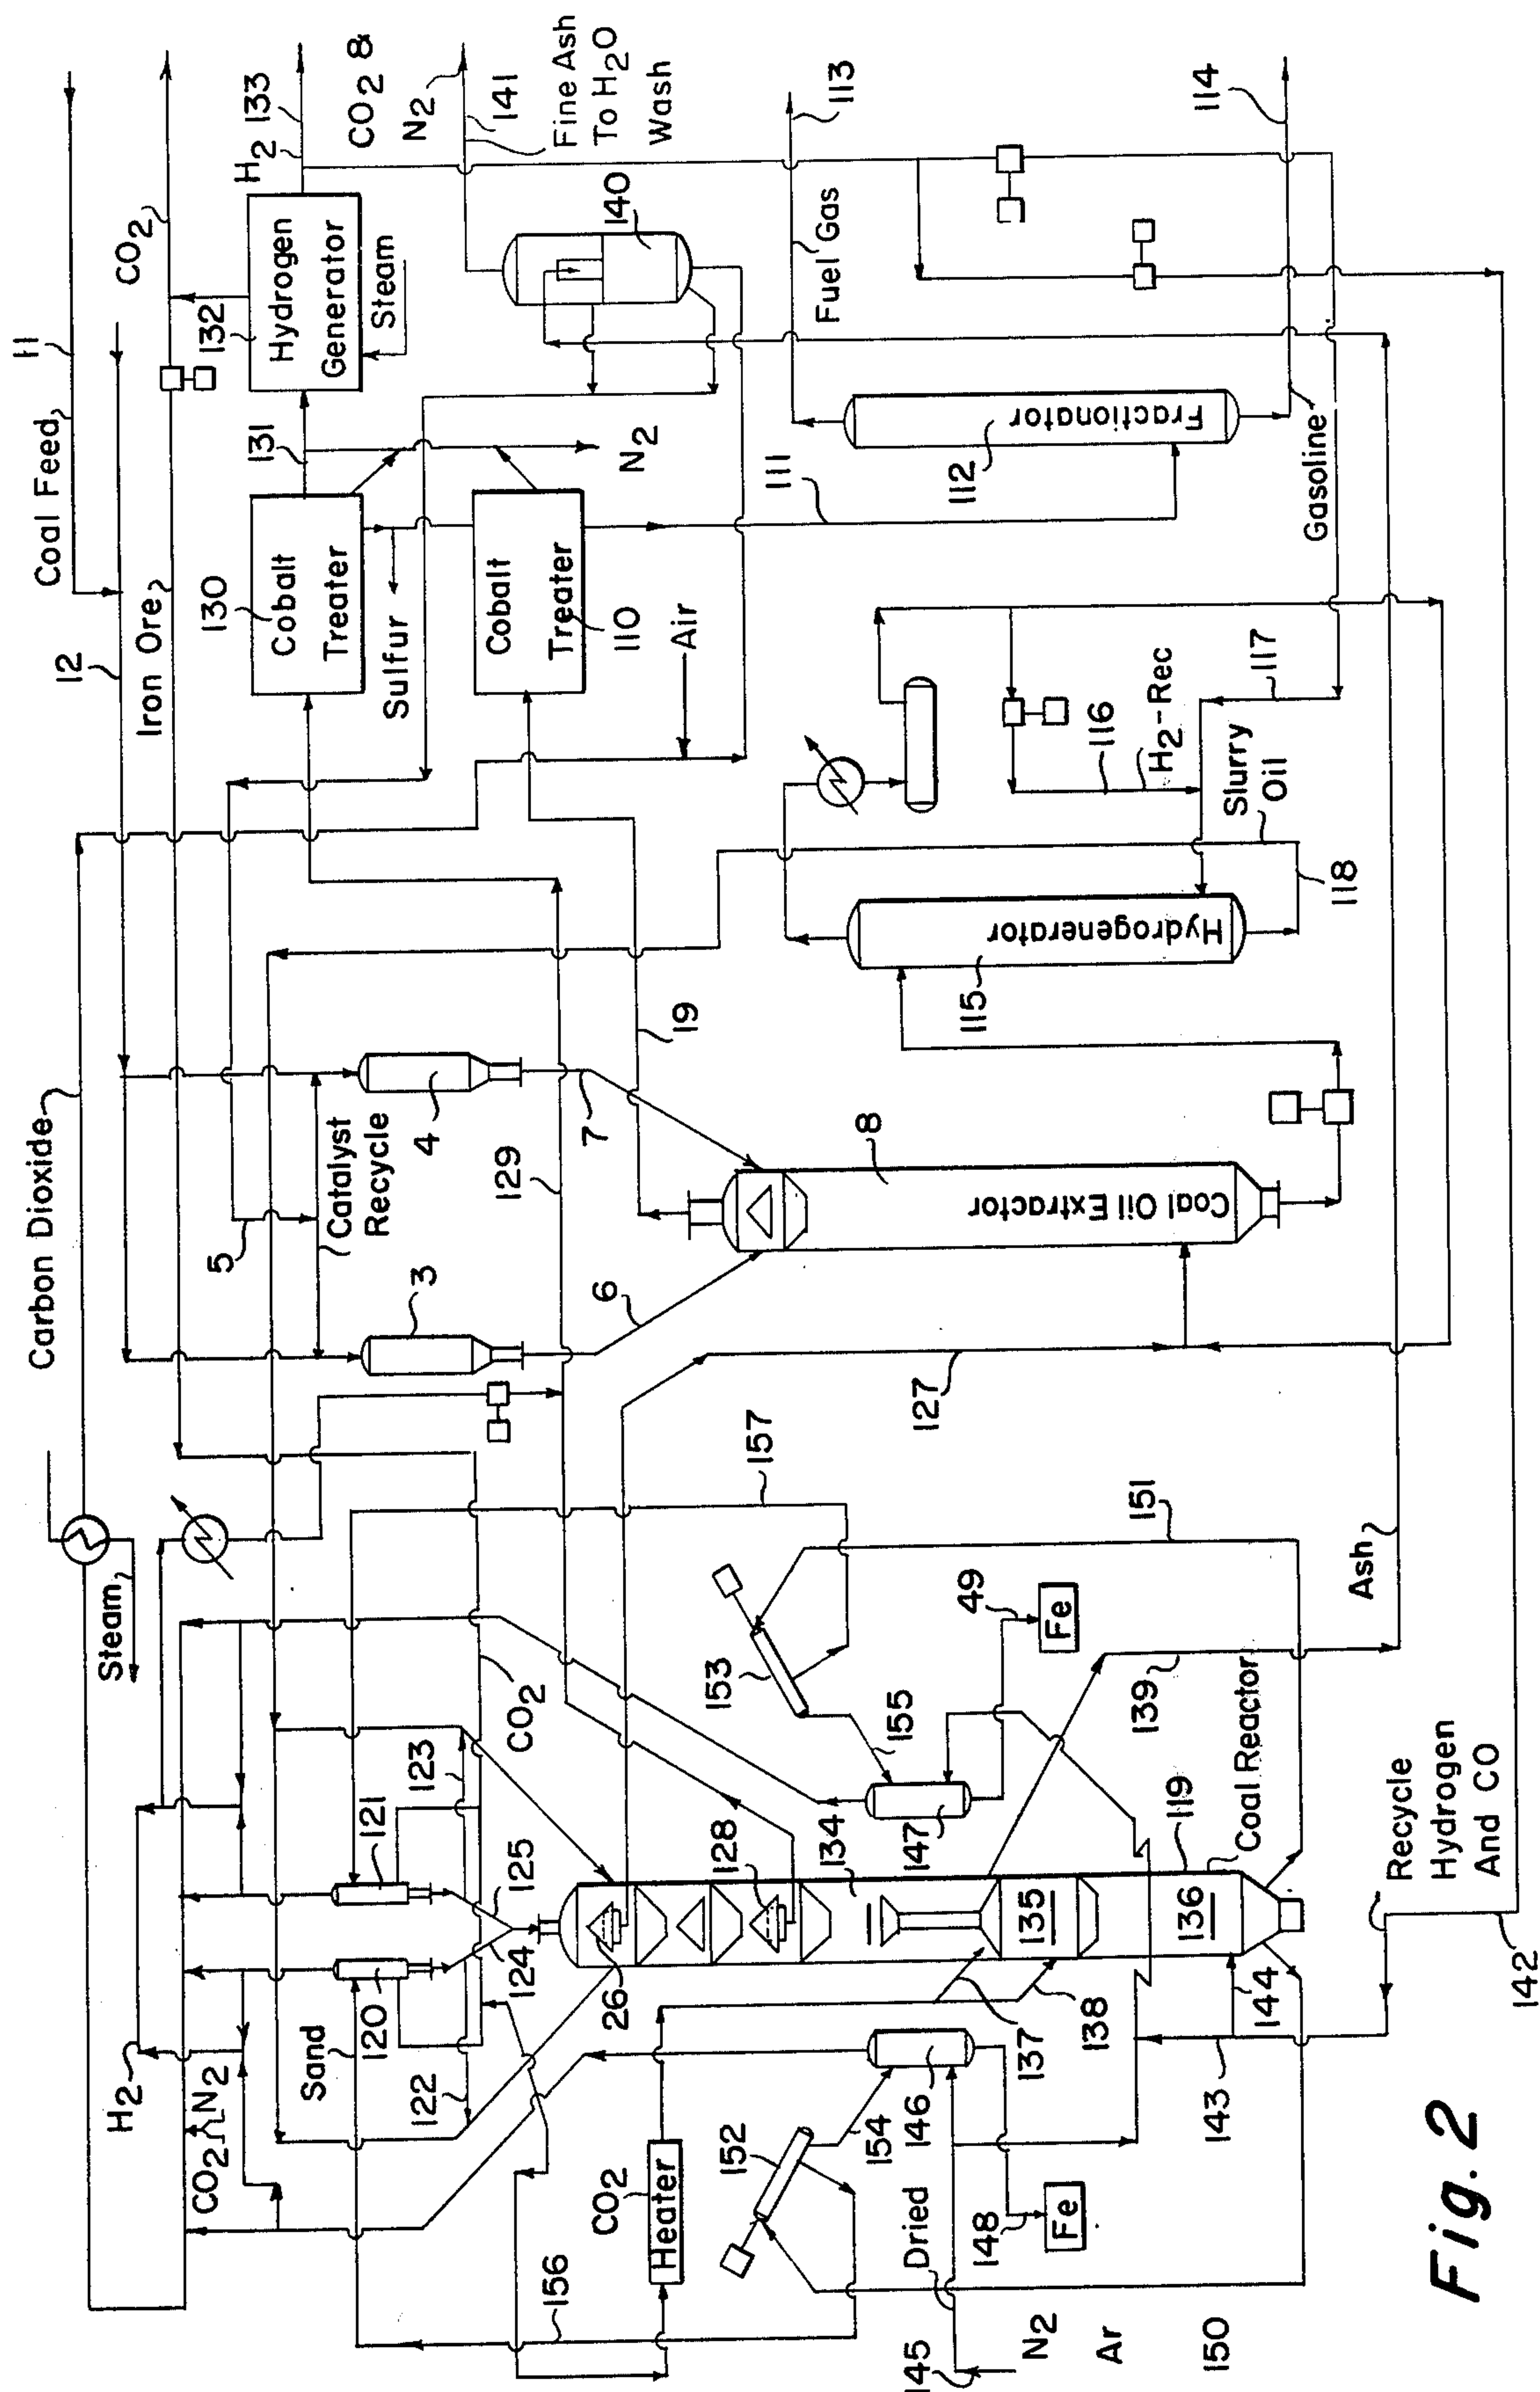 11
Coal Feed
12
CO2
Iron Ore
Carbon Dioxide
Steam
H2
133
132
Hydrogen
Generator
Steam
131
130
Cobalt
Treater
Sulfur
N2
CO2 &
N2
141
Fine Ash
To H2O
Wash
140
Cobalt
Treater
110
Air
111
Fuel Gas
113
112
Fractionator
Gasoline
114
5
Catalyst
Recycle
4
3
7
6
129
19
8
Coal Oil Extractor
127
115
Hydrogenerator
116
H2-Rec
117
Slurry
Oil
118
H2
CO2
N2
Sand
120
121
122
123
124
125
CO2
26
128
134
135
136
119
Coal Reactor
137
138
139
Ash
CO2
Heater
152
154
146
148
Fe
Dried
145
N2
Ar
150
156
153
155
147
49
Fe
157
151
143
144
142
Recycle
Hydrogen
And CO
Fig. 2